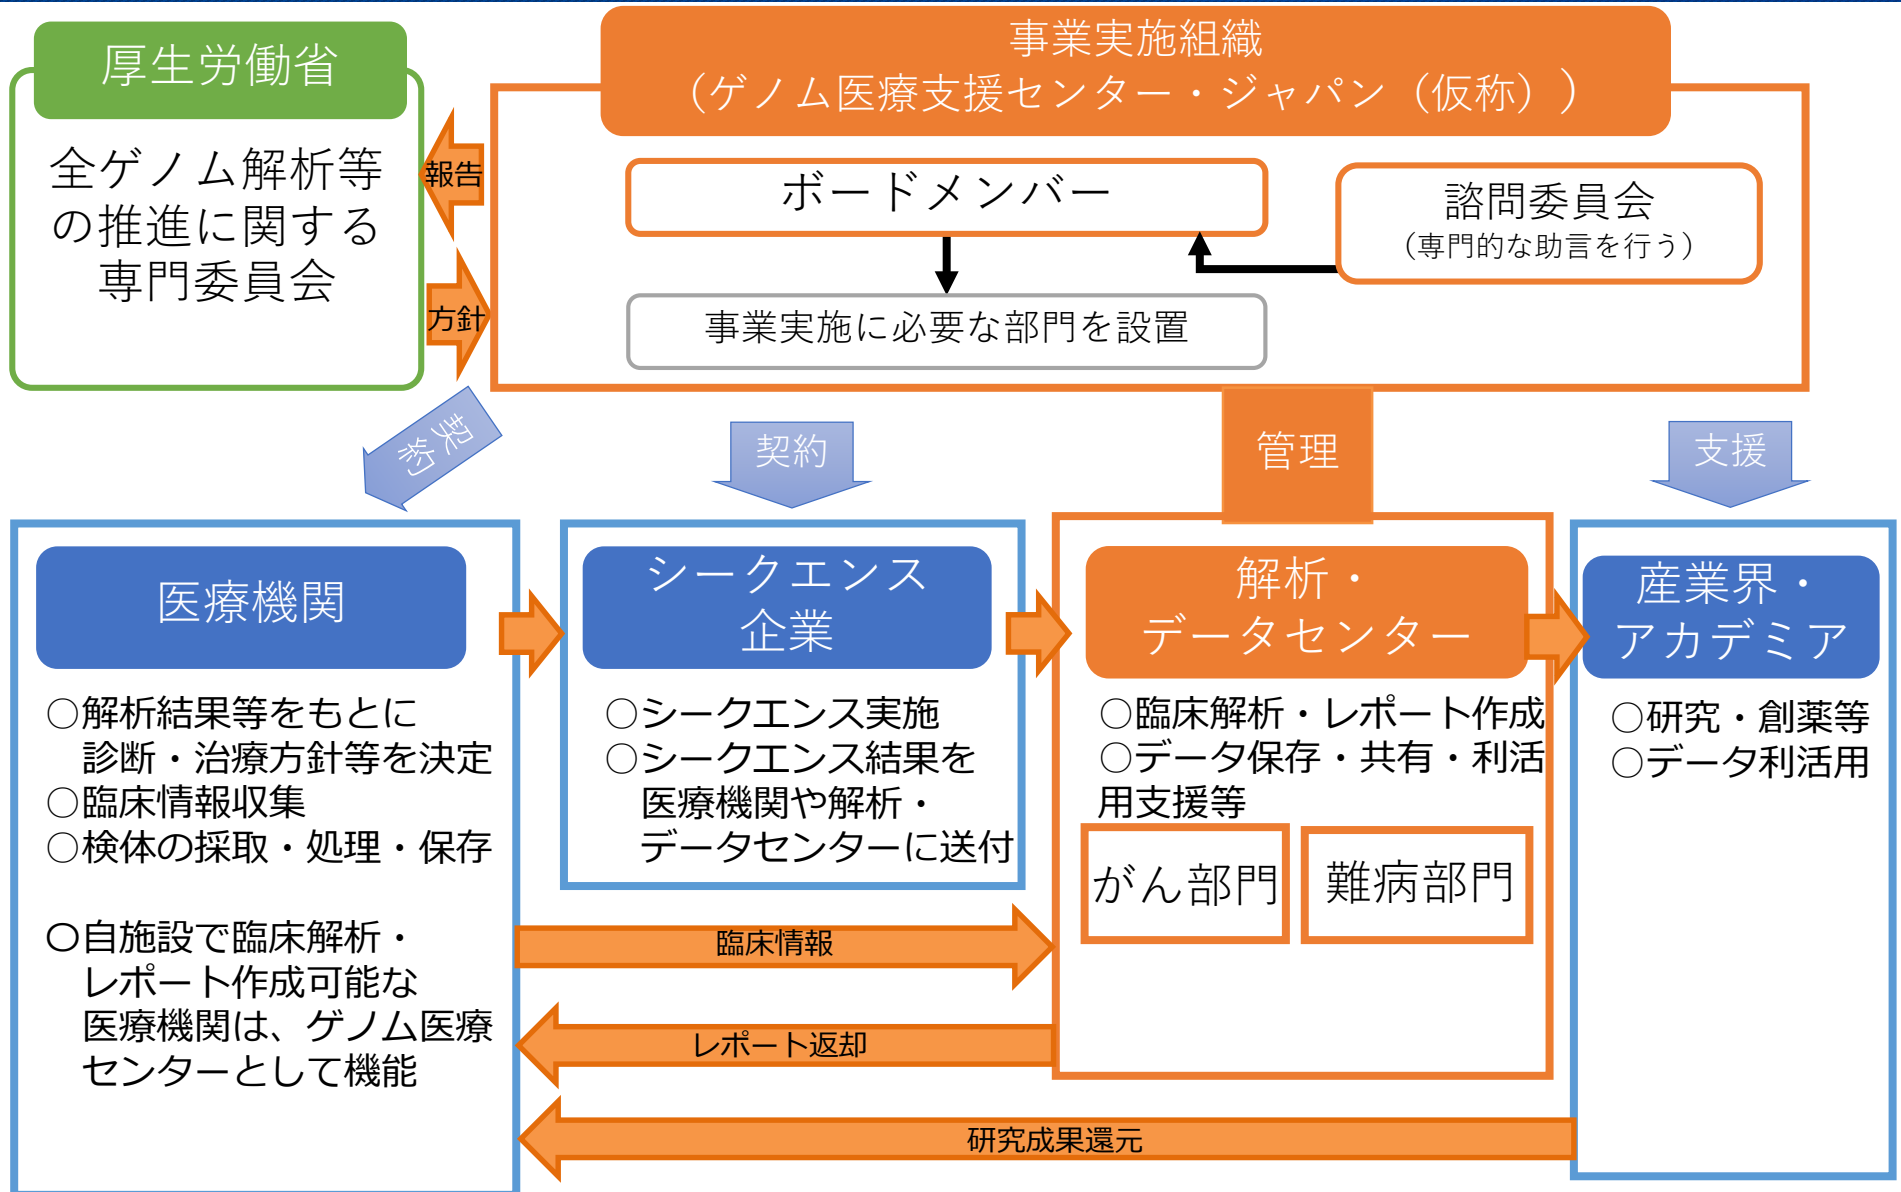 厚生労働省
全ゲノム解析等
の推進に関する
専門委員会
報告
方針
事業実施組織
（ゲノム医療支援センター・ジャパン（仮称））
ボードメンバー
諮問委員会
（専門的な助言を行う）
事業実施に必要な部門を設置
契約
契約
管理
支援
医療機関
○解析結果等をもとに
診断・治療方針等を決定
○臨床情報収集
○検体の採取・処理・保存
〇自施設で臨床解析・
レポート作成可能な
医療機関は、ゲノム医療
センターとして機能
シークエンス
企業
○シークエンス実施
○シークエンス結果を
医療機関や解析・
データセンターに送付
解析・
データセンター
○臨床解析・レポート作成
○データ保存・共有・利活
用支援等
がん部門
難病部門
産業界・
アカデミア
○研究・創薬等
○データ利活用
臨床情報
レポート返却
研究成果還元